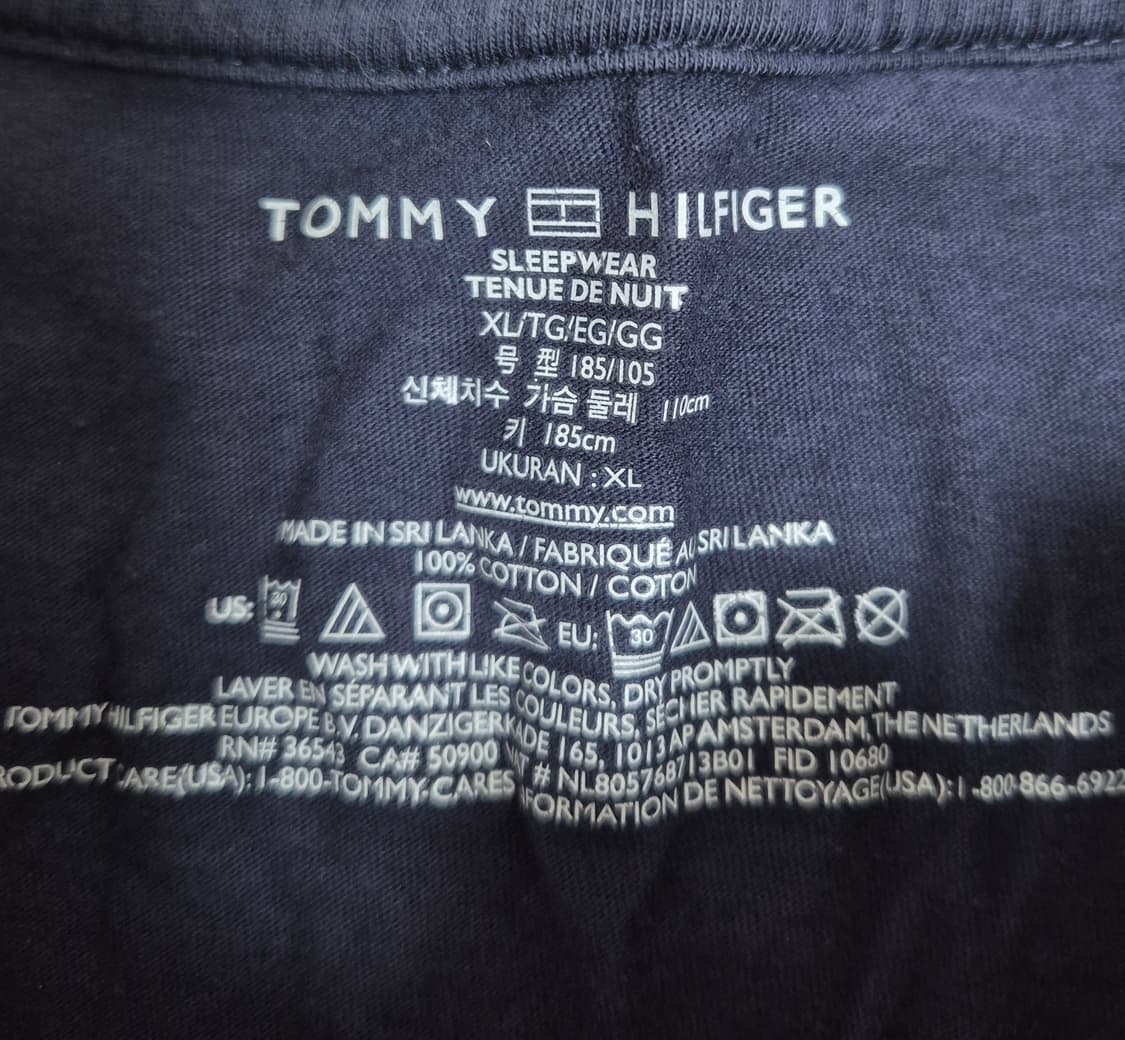 TOMMY HILFIGER
SLEEPWEAR
TENUE DE NUIT
XL/TG/EG/GG
号 型 185/105
신체치수 가슴 둘레 110cm
키 185cm
UKURAN : XL
www.tommy.com
MADE IN SRI LANKA / FABRIQUÉ AU SRI LANKA
100% COTTON / COTON
US: 30 EU: 30
WASH WITH LIKE COLORS, DRY PROMPTLY
LAVER EN SÉPARANT LES COULEURS, SÉCHER RAPIDEMENT
TOMMY HILFIGER EUROPE B.V. DANZIGERKADE 165, 1013 AP AMSTERDAM, THE NETHERLANDS
RN# 36543 CA# 50900 VAT # NL805768713B01 FID 10680
PRODUCT CARE(USA): 1-800-TOMMY-CARES INFORMATION DE NETTOYAGE(USA): 1-800-866-6922